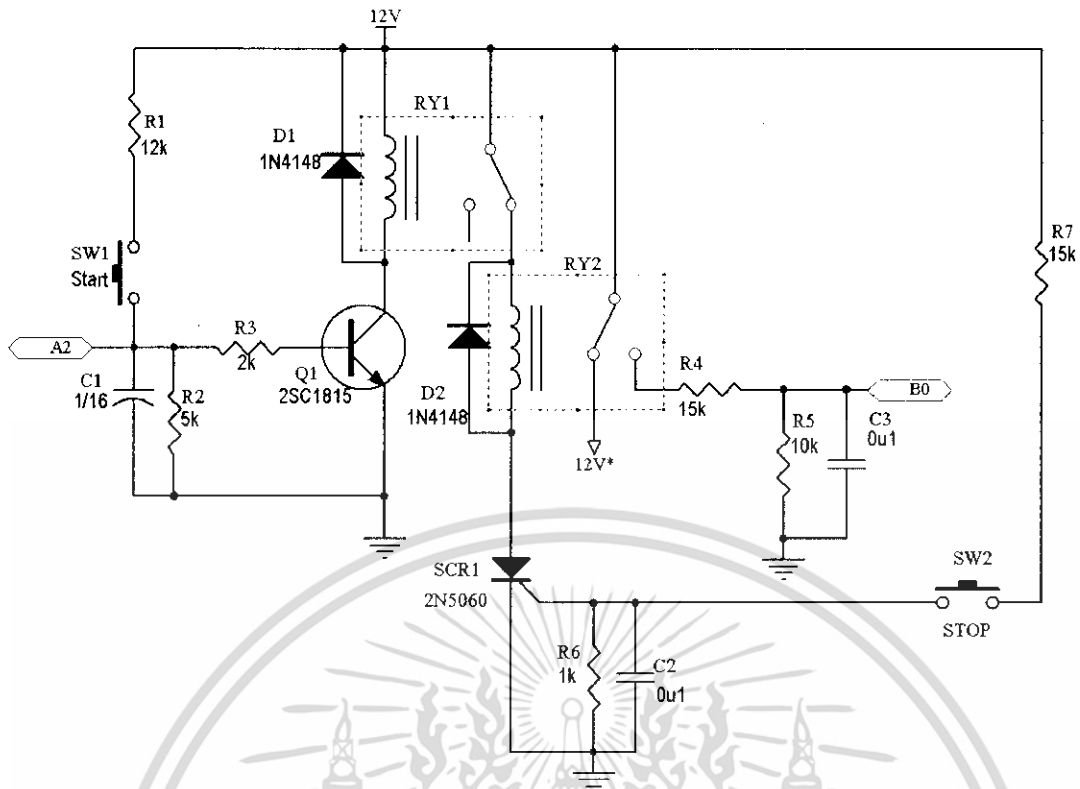 12V
RY1
R1
12k
D1
1N4148
SW1
Start
R7
15k
RY2
A2
R3
2k
Q1
2SC1815
C1
1/16
R2
5k
D2
1N4148
R4
15k
B0
R5
10k
C3
0u1
12V*
SCR1
2N5060
SW2
STOP
R6
1k
C2
0u1